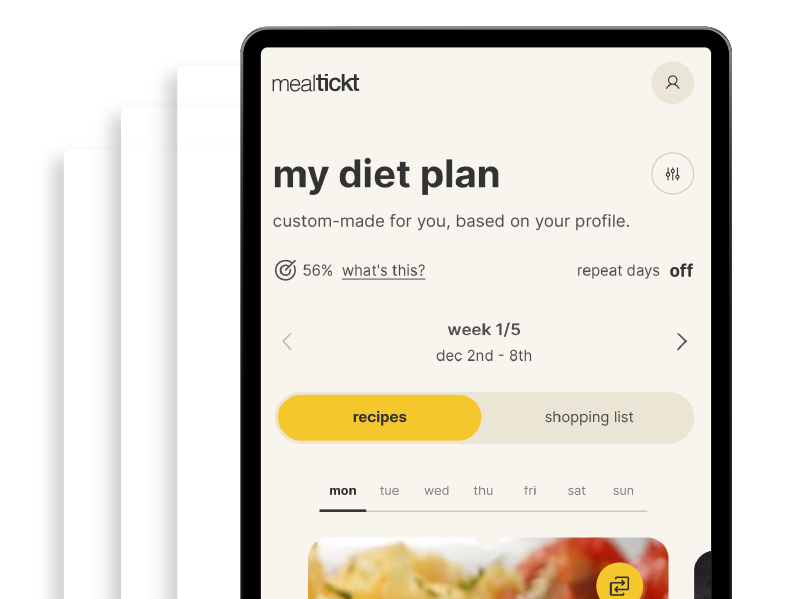 mealtickt
my diet plan
custom-made for you, based on your profile.
56% what's this? repeat days off
week 1/5
dec 2nd - 8th
recipes shopping list
mon tue wed thu fri sat sun